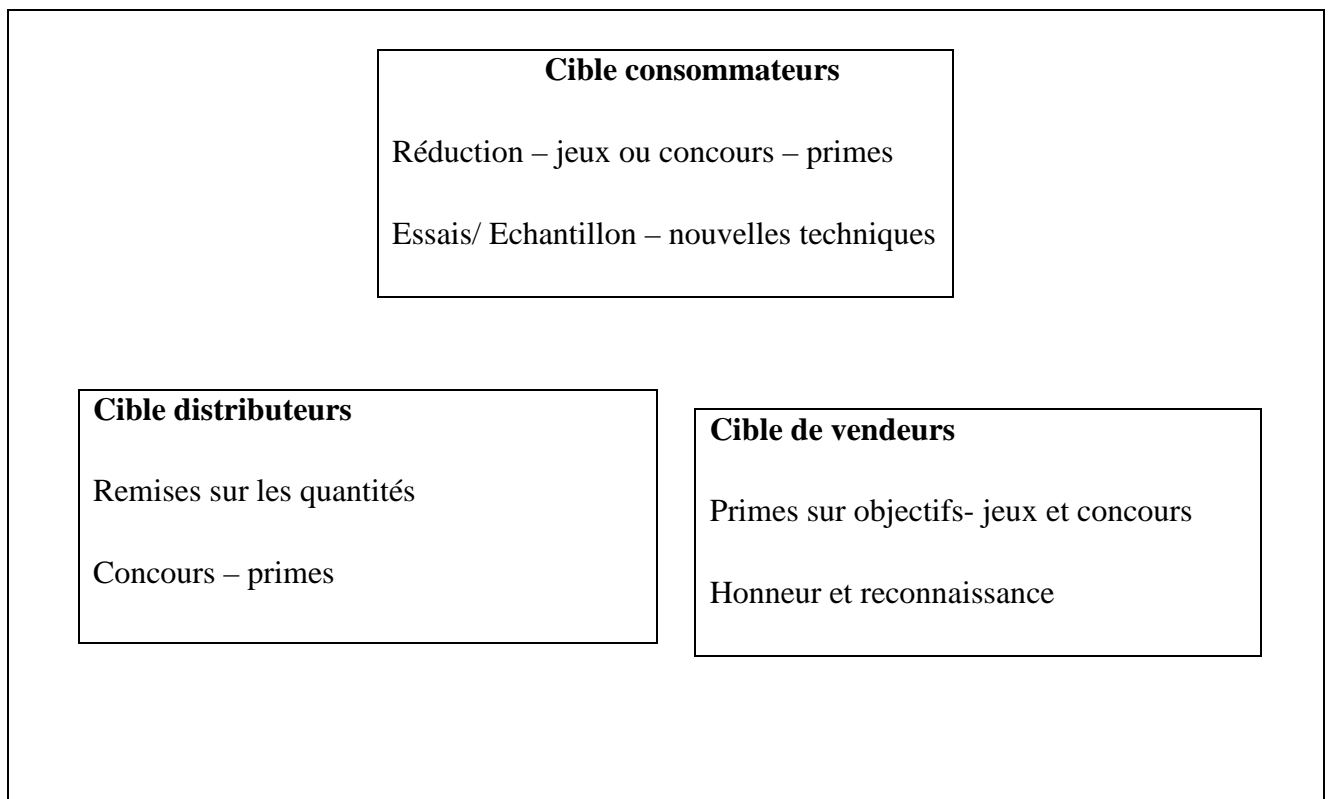 Cible consommateurs
Réduction – jeux ou concours – primes
Essais/ Echantillon – nouvelles techniques
Cible distributeurs
Remises sur les quantités
Concours – primes
Cible de vendeurs
Primes sur objectifs- jeux et concours
Honneur et reconnaissance